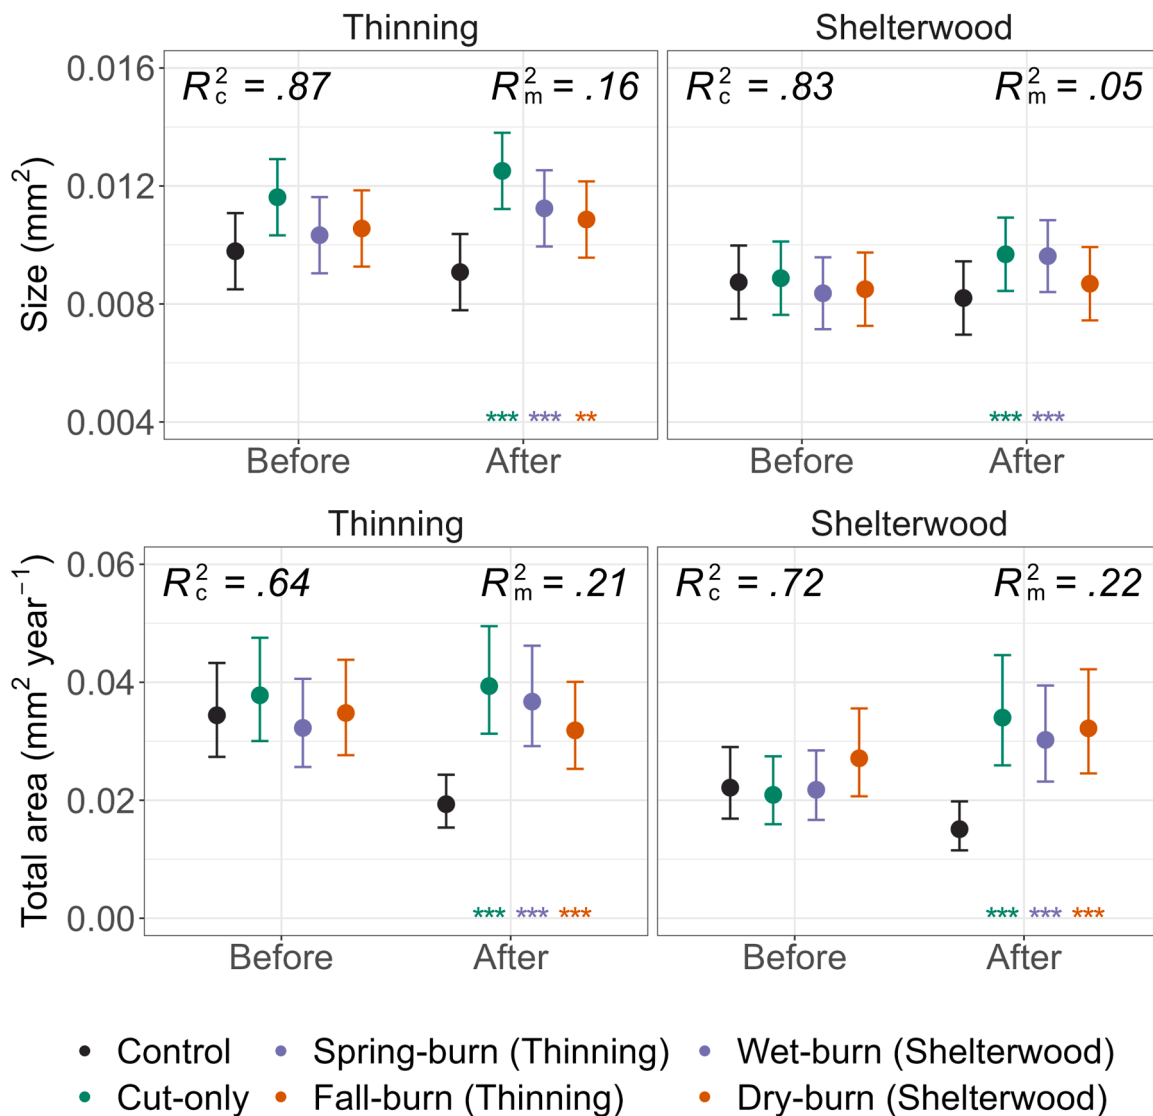 Thinning Shelterwood
0.016
R²c = .87 R²m = .16 R²c = .83 R²m = .05
0.012
Size (mm²)
0.008
0.004
*** *** ** *** ***
Before After Before After
Thinning Shelterwood
0.06
R²c = .64 R²m = .21 R²c = .72 R²m = .22
0.04
Total area (mm² year⁻¹)
0.02
0.00
*** *** *** *** *** ***
Before After Before After
Control Spring-burn (Thinning) Wet-burn (Shelterwood)
Cut-only Fall-burn (Thinning) Dry-burn (Shelterwood)